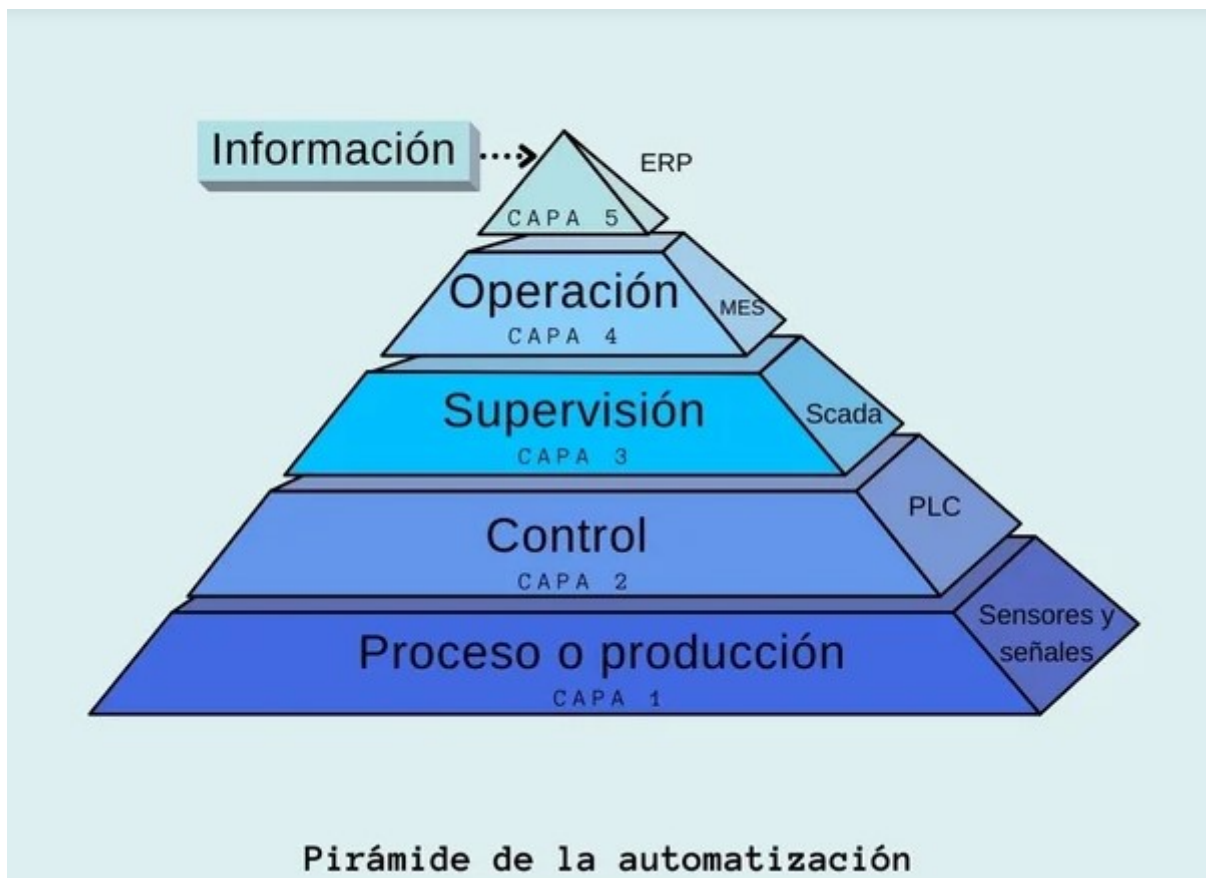 Información
ERP
CAPA 5
Operación
MES
CAPA 4
Supervisión
Scada
CAPA 3
Control
PLC
CAPA 2
Proceso o producción
Sensores y
señales
CAPA 1
Pirámide de la automatización